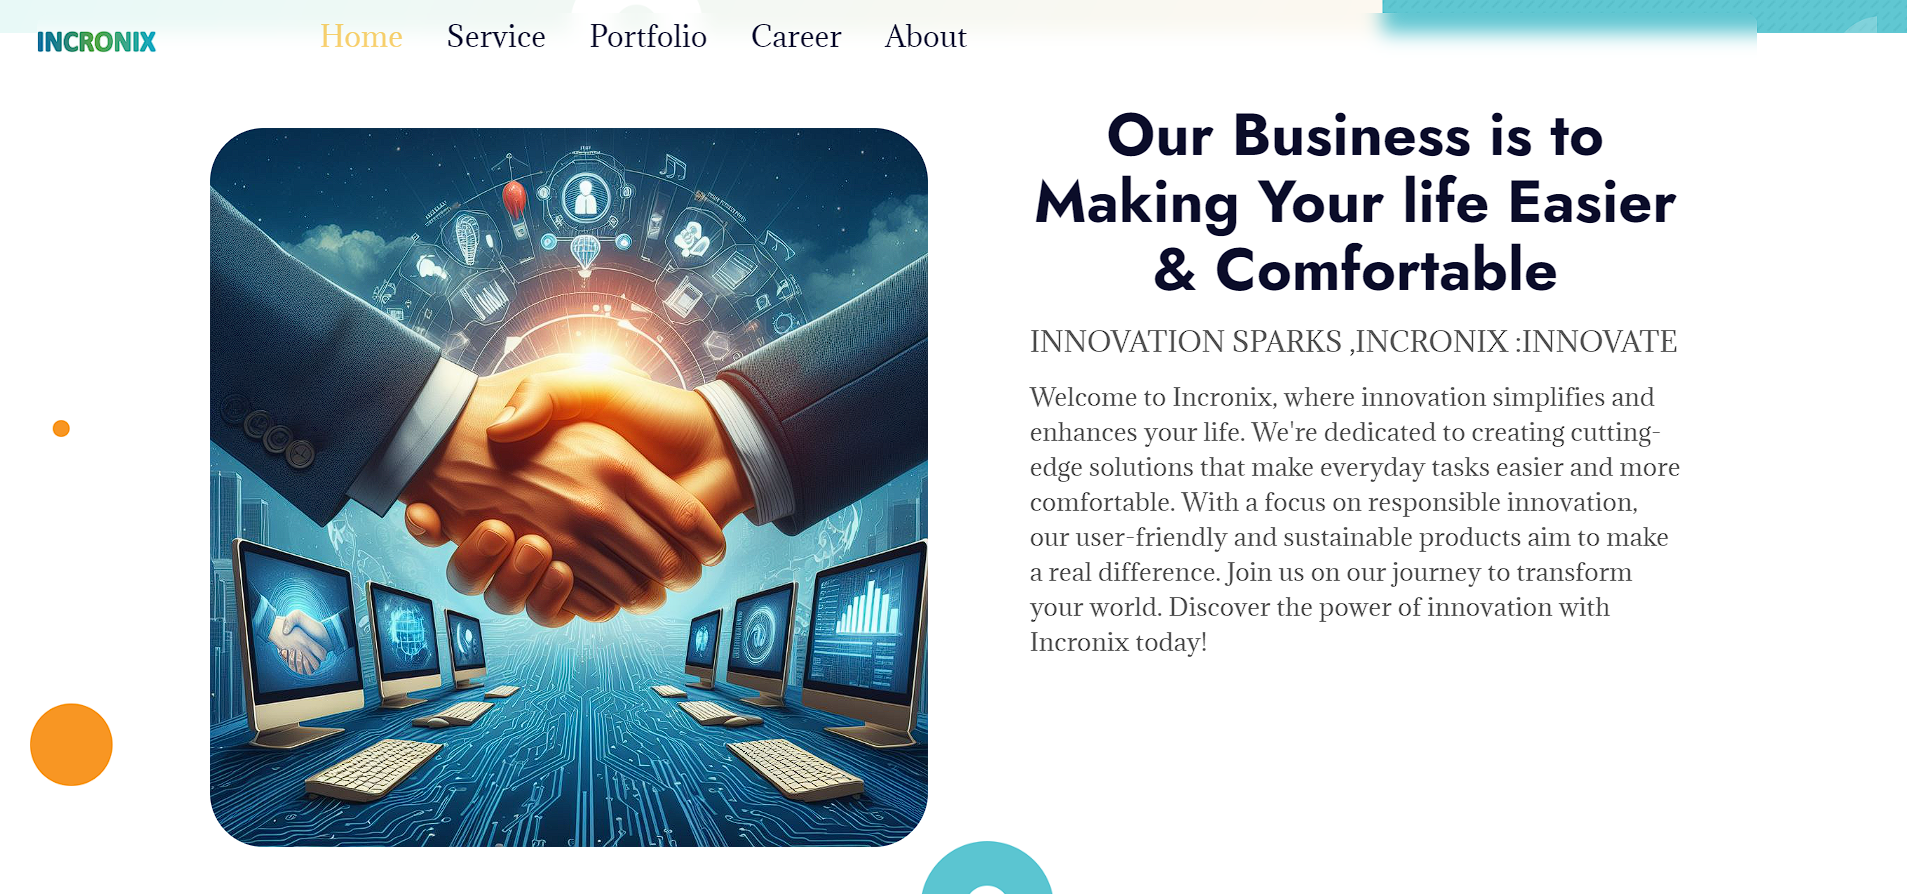 INCRONIX
Home Service Portfolio Career About
Our Business is to
Making Your life Easier
& Comfortable
INNOVATION SPARKS ,INCRONIX :INNOVATE
Welcome to Incronix, where innovation simplifies and
enhances your life. We're dedicated to creating cutting-
edge solutions that make everyday tasks easier and more
comfortable. With a focus on responsible innovation,
our user-friendly and sustainable products aim to make
a real difference. Join us on our journey to transform
your world. Discover the power of innovation with
Incronix today!